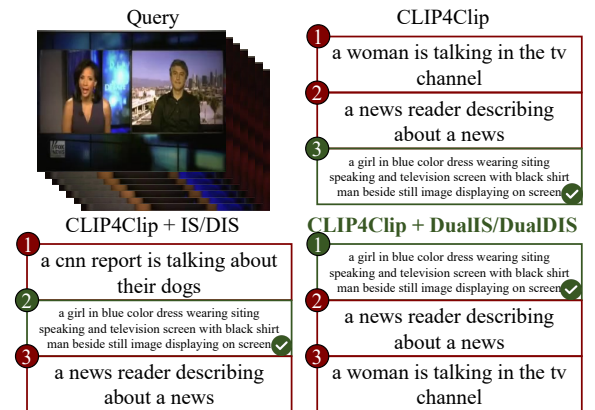 Query
CLIP4Clip
1
a woman is talking in the tv
channel
2
a news reader describing
about a news
3
a girl in blue color dress wearing siting
speaking and television screen with black shirt
man beside still image displaying on screen
CLIP4Clip + IS/DIS
1
a cnn report is talking about
their dogs
2
a girl in blue color dress wearing siting
speaking and television screen with black shirt
man beside still image displaying on screen
3
a news reader describing
about a news
CLIP4Clip + DualIS/DualDIS
1
a girl in blue color dress wearing siting
speaking and television screen with black shirt
man beside still image displaying on screen
2
a news reader describing
about a news
3
a woman is talking in the tv
channel